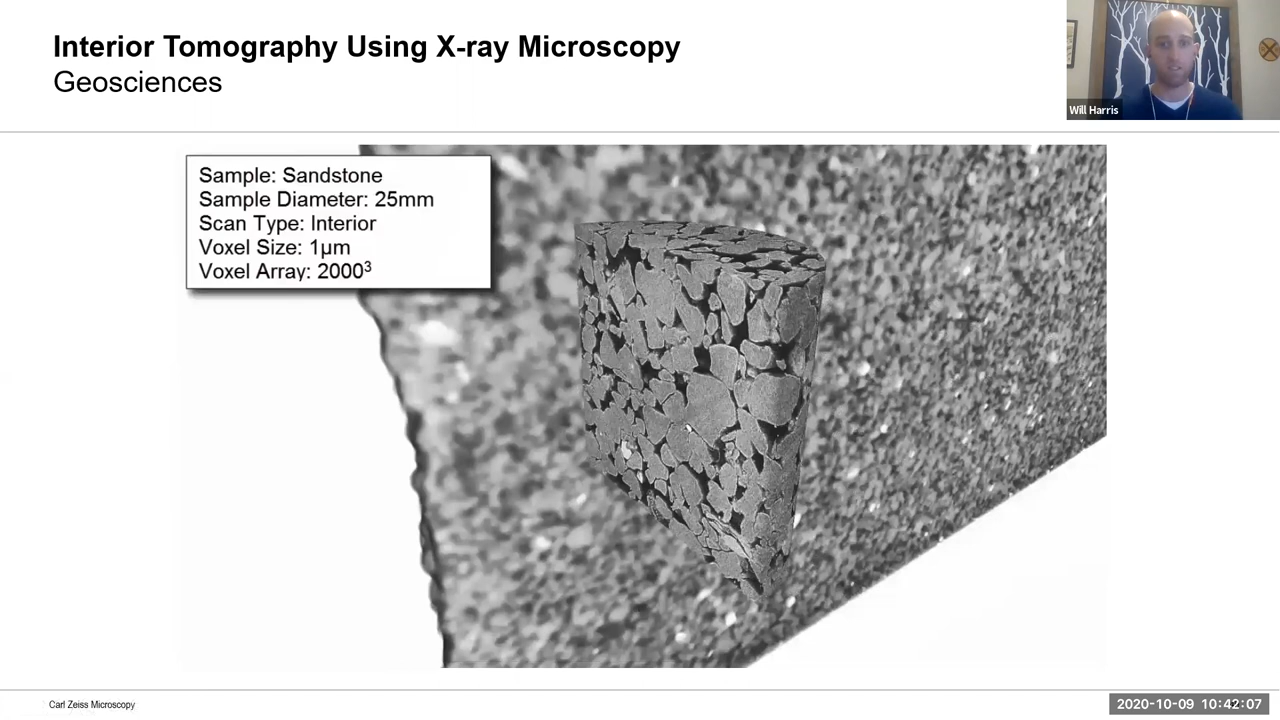 Interior Tomography Using X-ray Microscopy
Geosciences
Will Harris
Sample: Sandstone
Sample Diameter: 25mm
Scan Type: Interior
Voxel Size: 1µm
Voxel Array: 2000³
Carl Zeiss Microscopy
2020-10-09 10:42:07